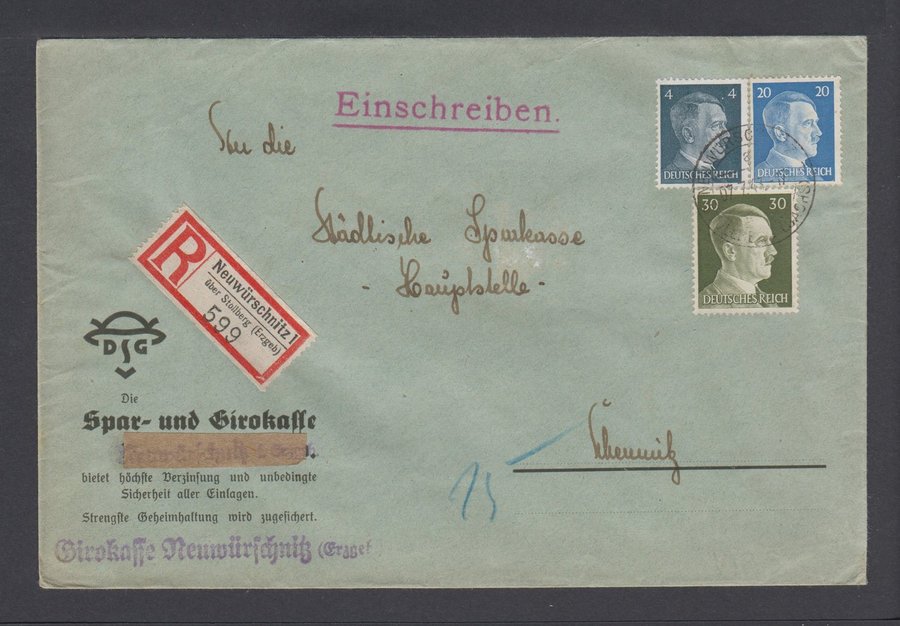 Einschreiben.
An die
Städtische Sparkasse
- Hauptstelle -
Chemnitz
15
4 4
DEUTSCHES REICH
20 20
DEUTSCHES REICH
30 30
DEUTSCHES REICH
R
Neuwürschnitz I
über Stollberg (Erzgeb)
599
DSG
Die
Spar- und Girokasse
bietet höchste Verzinsung und unbedingte
Sicherheit aller Einlagen.
Strengste Geheimhaltung wird zugesichert.
Girokasse Neuwürschnitz (Erzgeb